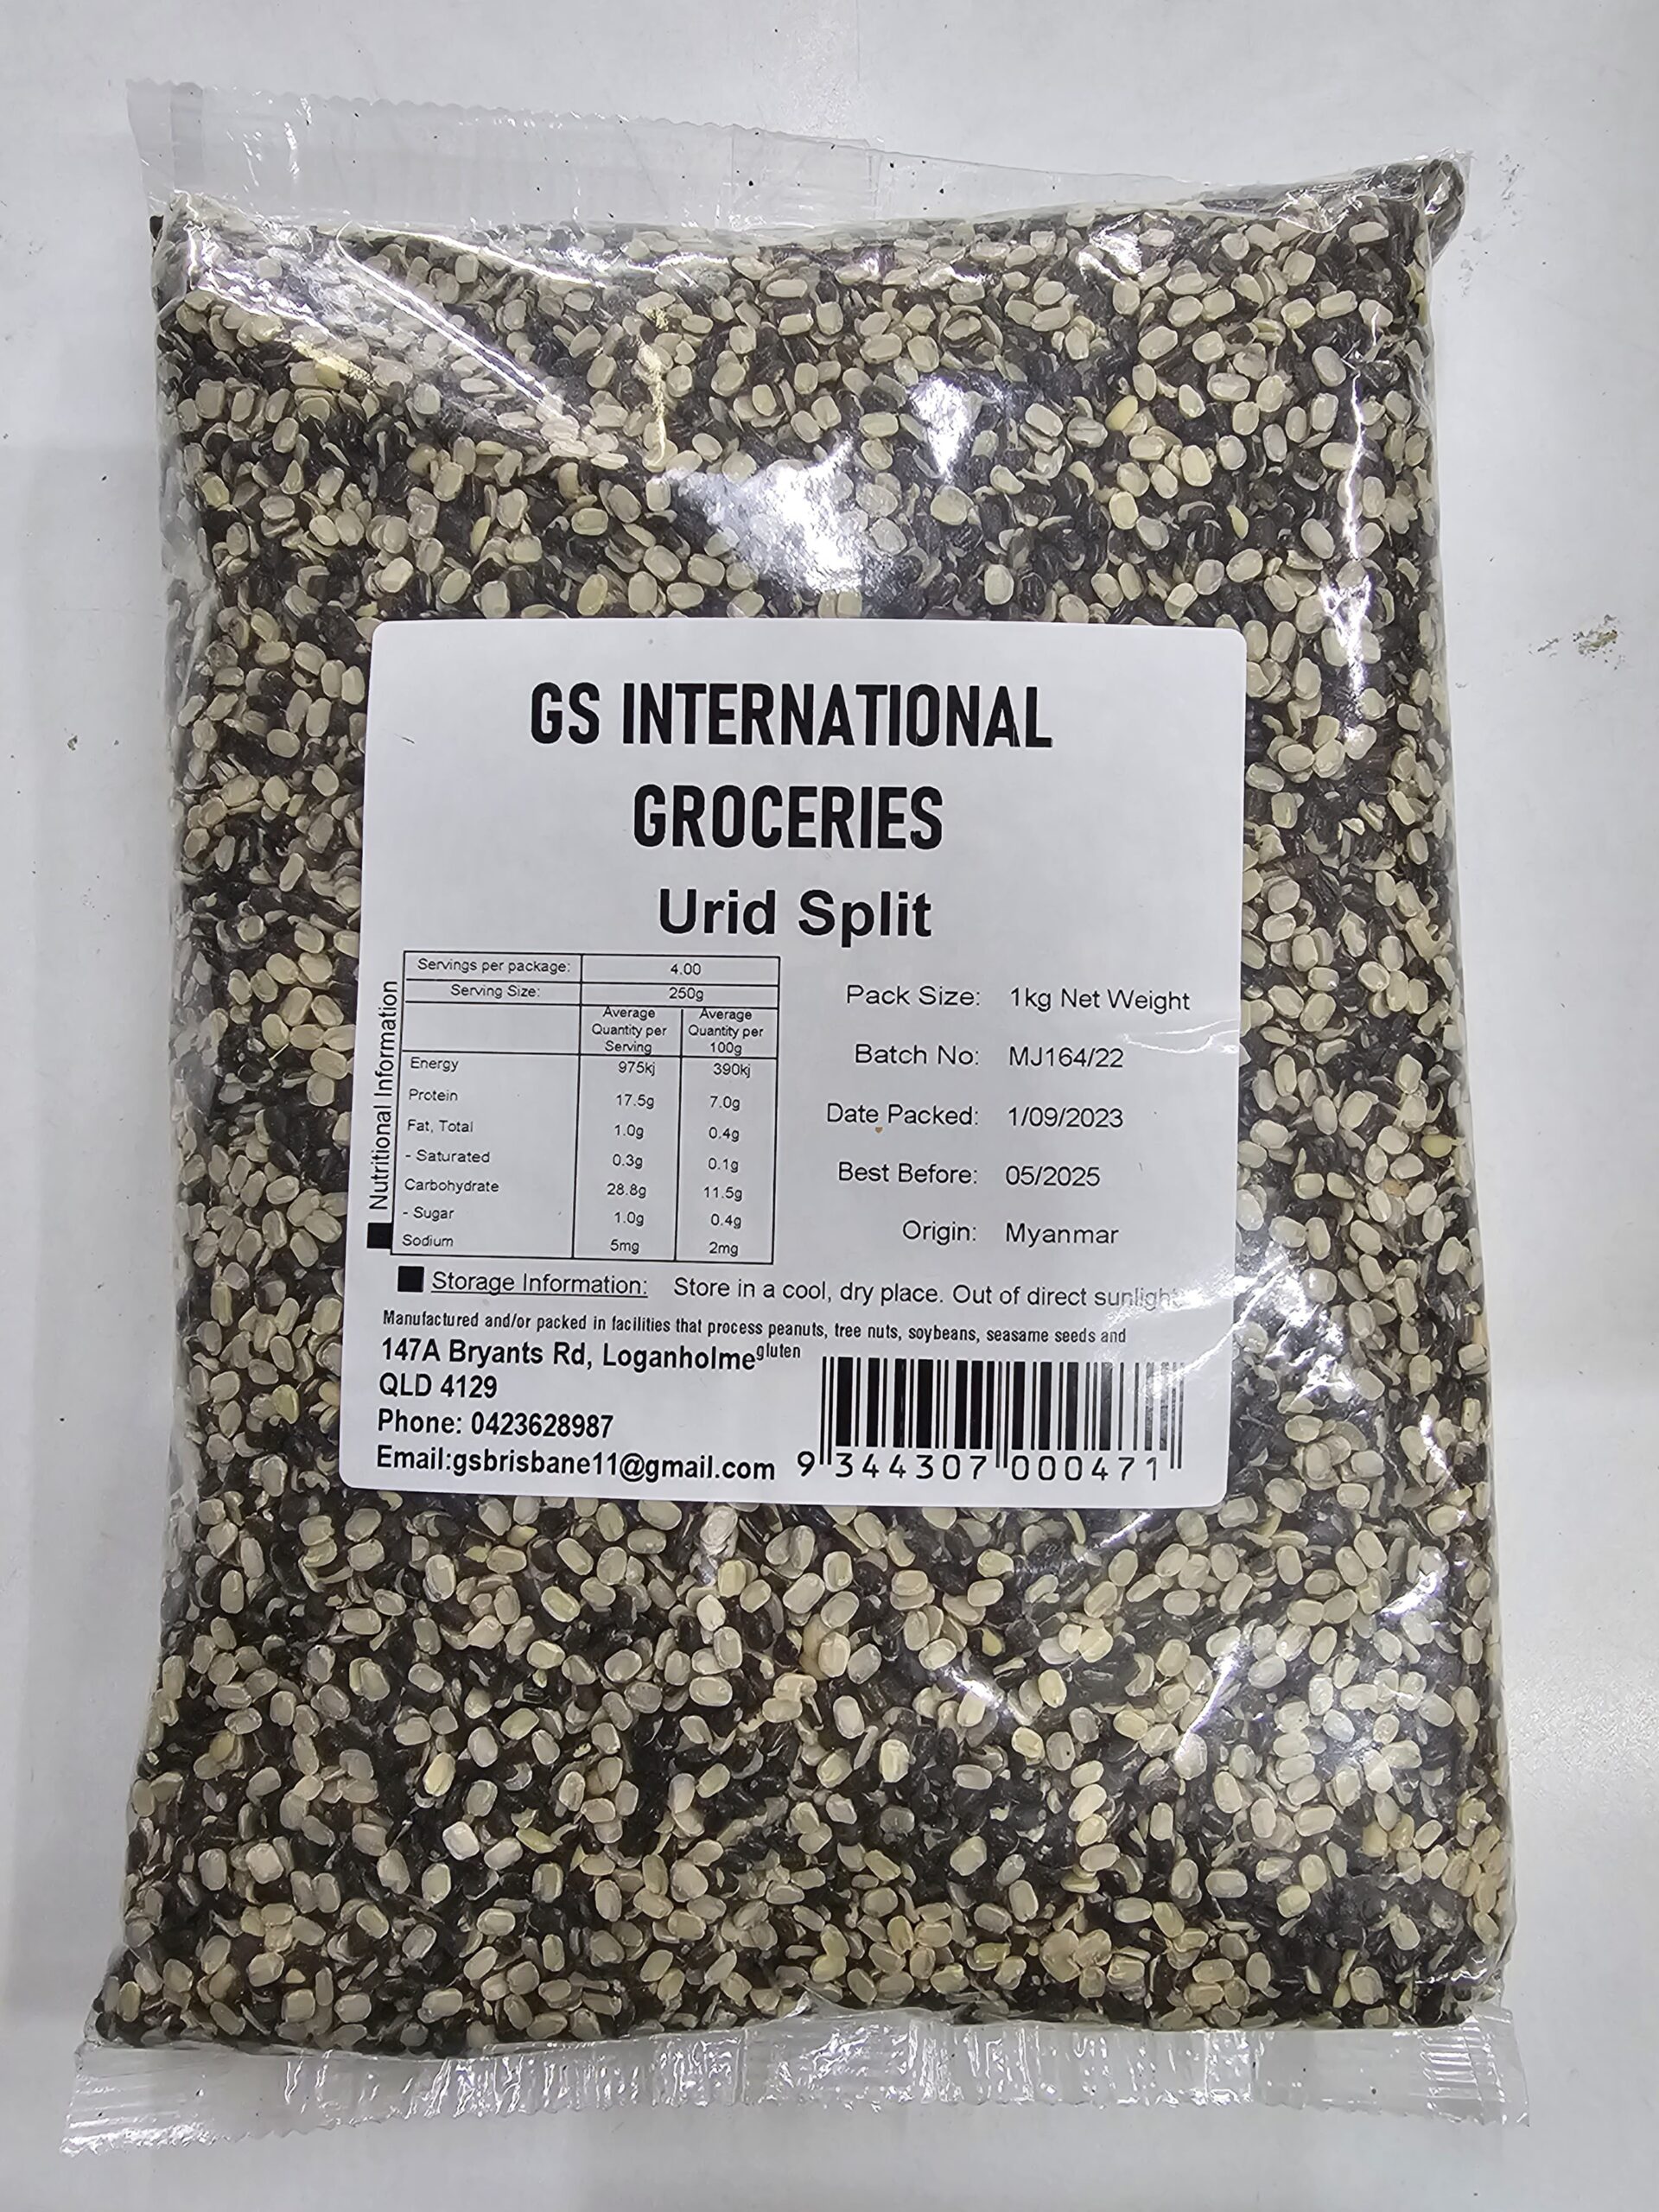 GS INTERNATIONAL
GROCERIES
Urid Split
Nutritional Information
Servings per package: 4.00
Serving Size: 250g
Average Quantity per Serving
Average Quantity per 100g
Energy 975kj 390kj
Protein 17.5g 7.0g
Fat, Total 1.0g 0.4g
- Saturated 0.3g 0.1g
Carbohydrate 28.8g 11.5g
- Sugar 1.0g 0.4g
Sodium 5mg 2mg
Pack Size: 1kg Net Weight
Batch No: MJ164/22
Date Packed: 1/09/2023
Best Before: 05/2025
Origin: Myanmar
Storage Information: Store in a cool, dry place. Out of direct sunlight
Manufactured and/or packed in facilities that process peanuts, tree nuts, soybeans, seasame seeds and
gluten
147A Bryants Rd, Loganholme
QLD 4129
Phone: 0423628987
Email:gsbrisbane11@gmail.com
9 344307 000471